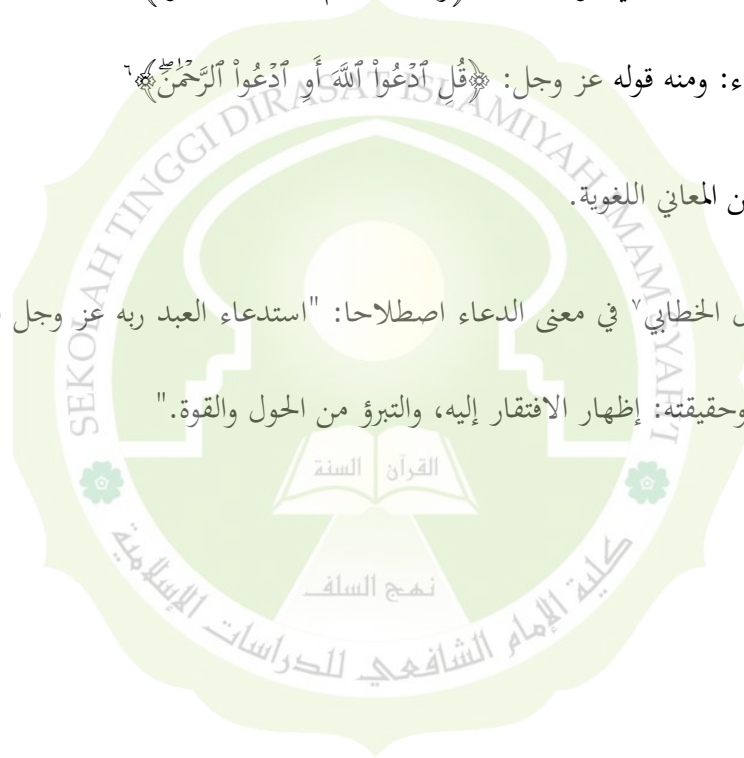 ء: ومنه قوله عز وجل: ﴿قُلِ ٱدۡعُواْ ٱللَّهَ أَوِ ٱدۡعُواْ ٱلرَّحۡمَٰنَۖ﴾٦
ن المعاني اللغوية.
الخطابي٧ في معنى الدعاء اصطلاحا: "استدعاء العبد ربه عز وجل
وحقيقته: إظهار الافتقار إليه، والتبرؤ من الحول والقوة."
SEKOLAH TINGGI DIRASAT ISLAMIYAH IMAM SYAFI'I
القرآن السنة
نهج السلف
كلية الإمام الشافعي للدراسات الإسلامية